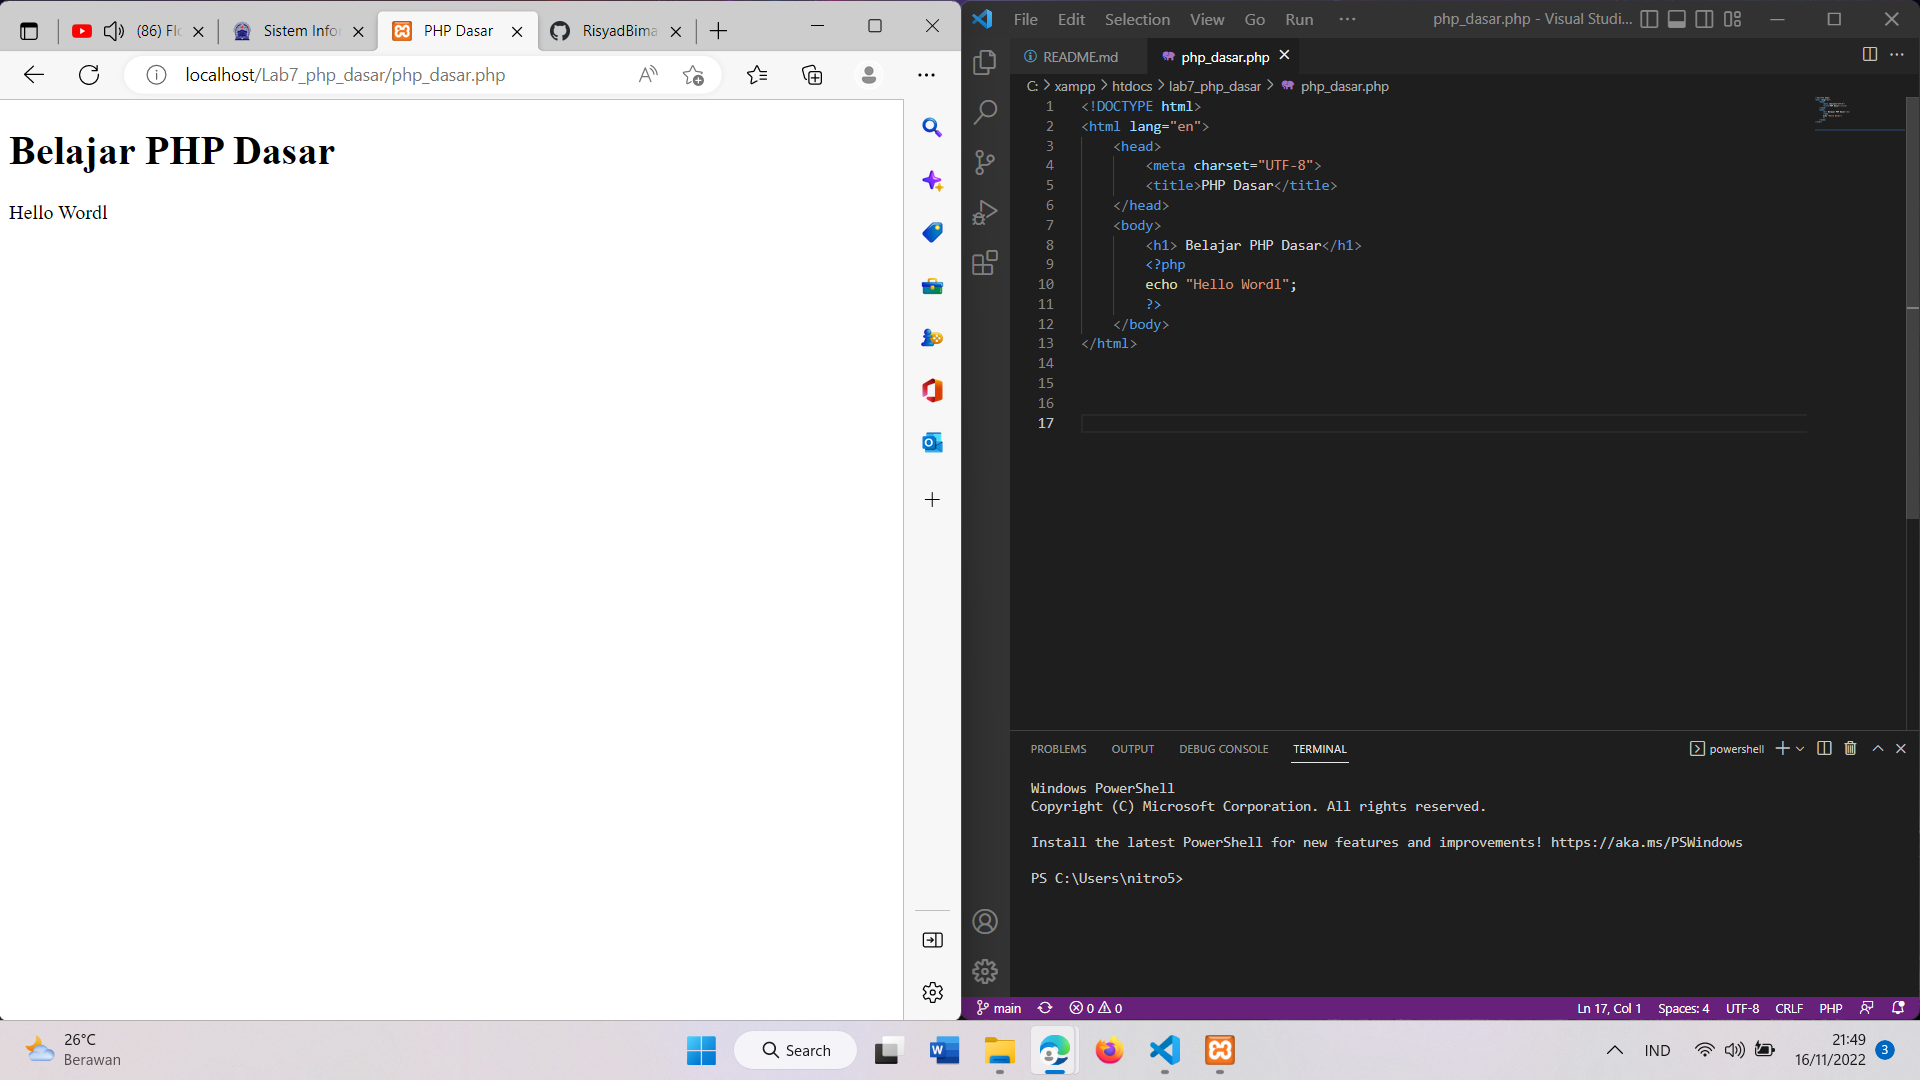 (86) Flo
Sistem Infor
PHP Dasar
RisyadBima
localhost/Lab7_php_dasar/php_dasar.php
Belajar PHP Dasar
Hello Wordl
File Edit Selection View Go Run ··· php_dasar.php - Visual Studi...
README.md php_dasar.php
C: > xampp > htdocs > lab7_php_dasar > php_dasar.php
1 <!DOCTYPE html>
2 <html lang="en">
3 <head>
4 <meta charset="UTF-8">
5 <title>PHP Dasar</title>
6 </head>
7 <body>
8 <h1> Belajar PHP Dasar</h1>
9 <?php
10 echo "Hello Wordl";
11 ?>
12 </body>
13 </html>
14
15
16
17
PROBLEMS OUTPUT DEBUG CONSOLE TERMINAL powershell
Windows PowerShell
Copyright (C) Microsoft Corporation. All rights reserved.
Install the latest PowerShell for new features and improvements! https://aka.ms/PSWindows
PS C:\Users\nitro5>
main 0 0 Ln 17, Col 1 Spaces: 4 UTF-8 CRLF PHP
26°C
Berawan
Search
IND
21:49
16/11/2022
3